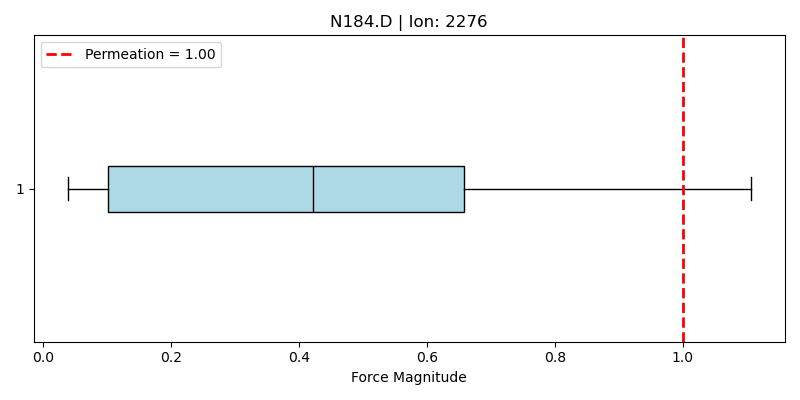 N184.D | Ion: 2276
Permeation = 1.00
1
0.0 0.2 0.4 0.6 0.8 1.0
Force Magnitude